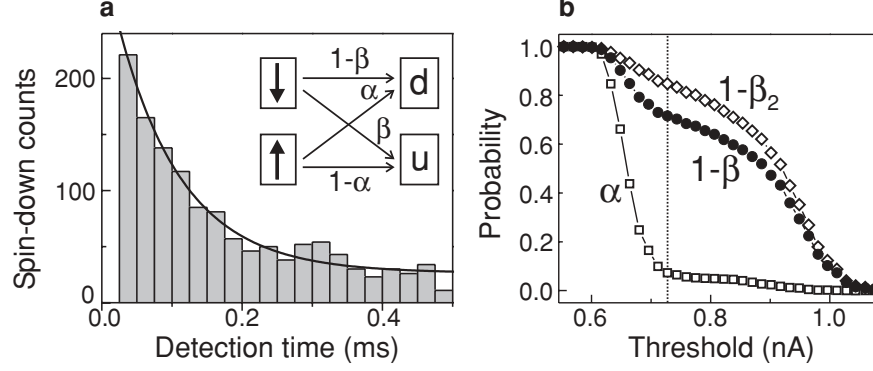 a
Spin-down counts
200
100
0
0.0
0.2
0.4
Detection time (ms)
1-β
α
d
β
u
1-α
b
Probability
1.0
0.8
0.6
0.4
0.2
0.0
1-β₂
1-β
α
0.6
0.8
1.0
Threshold (nA)